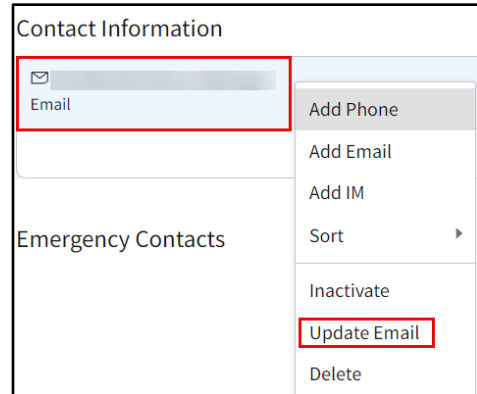 Contact Information
Email
Add Phone
Add Email
Add IM
Emergency Contacts
Sort
Inactivate
Update Email
Delete